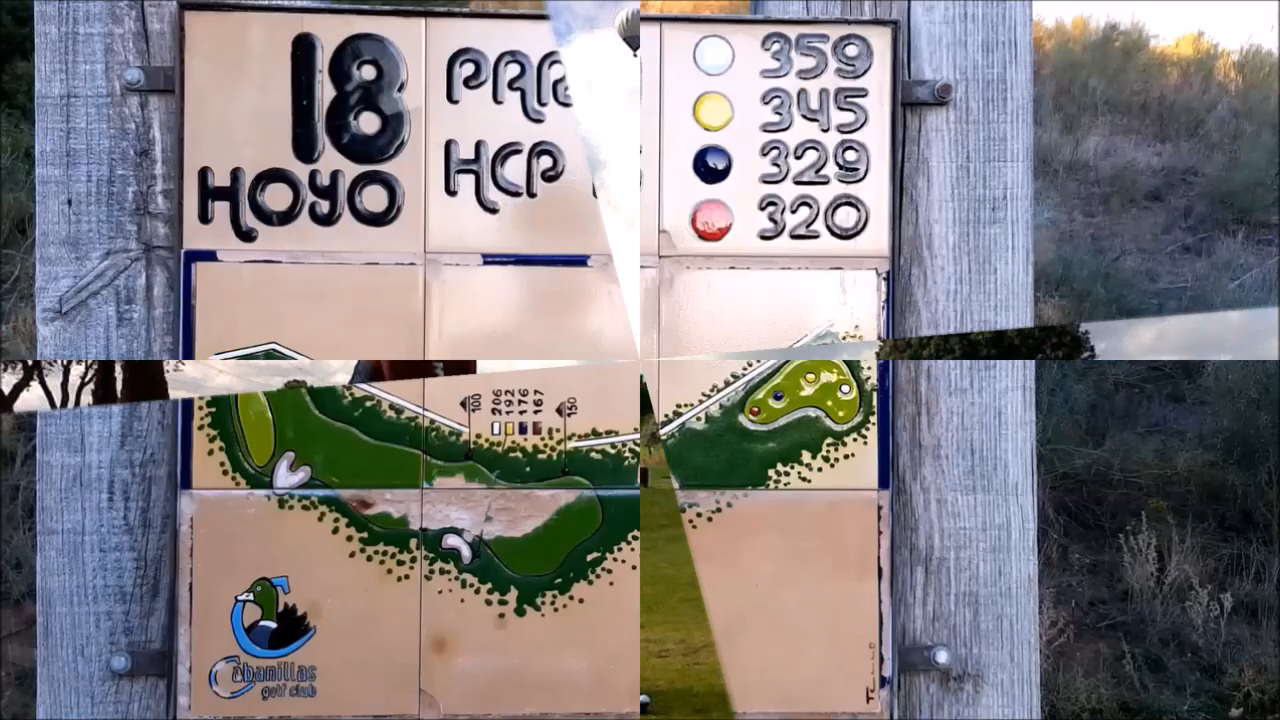 18
HOYO
HCP
359
345
329
320
100
206
192
176
167
150
Cabanillas
golf club